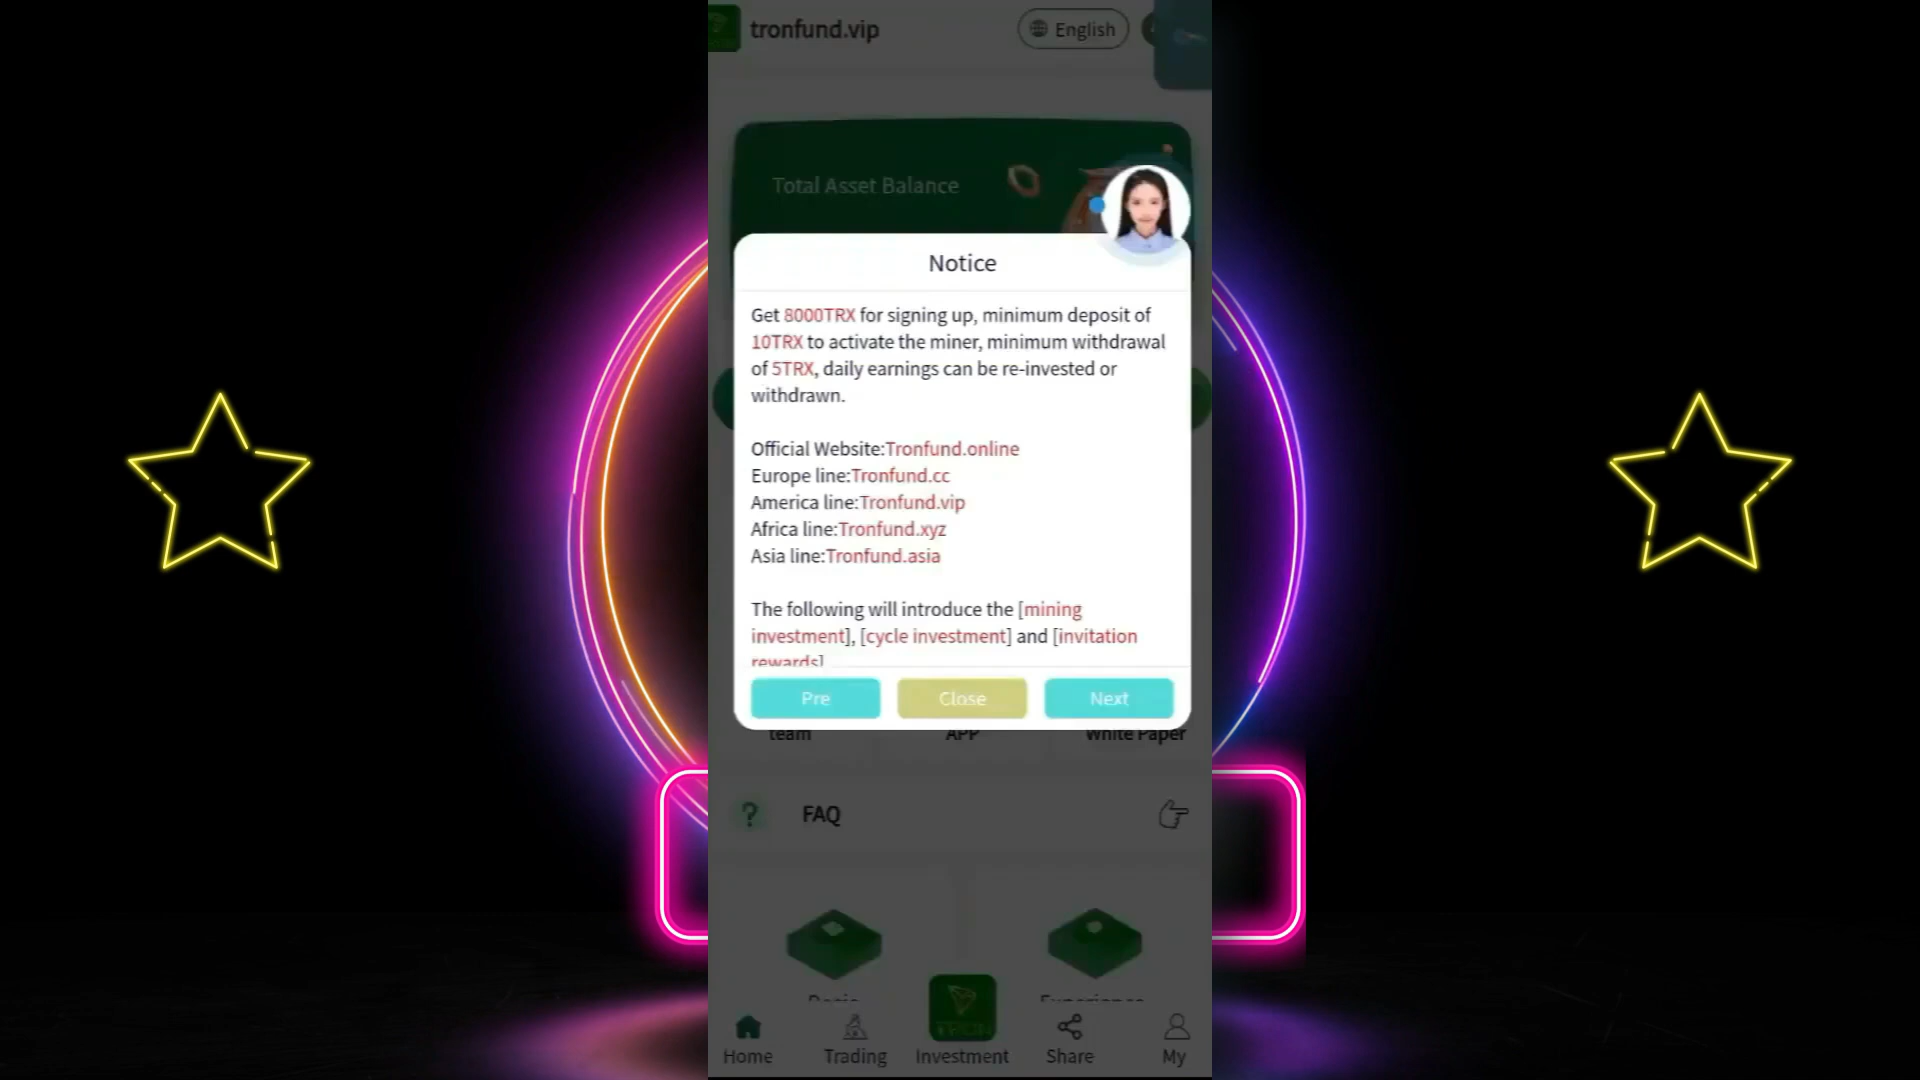 tronfund.vip
English
Total Asset Balance
Notice
Get 8000TRX for signing up, minimum deposit of
10TRX to activate the miner, minimum withdrawal
of 5TRX, daily earnings can be re-invested or
withdrawn.
Official Website:Tronfund.online
Europe line:Tronfund.cc
America line:Tronfund.vip
Africa line:Tronfund.xyz
Asia line:Tronfund.asia
The following will introduce the [mining
investment], [cycle investment] and [invitation
rewards]
Pre
Close
Next
team
APP
White Paper
FAQ
TRON
Home
Trading
Investment
Share
My